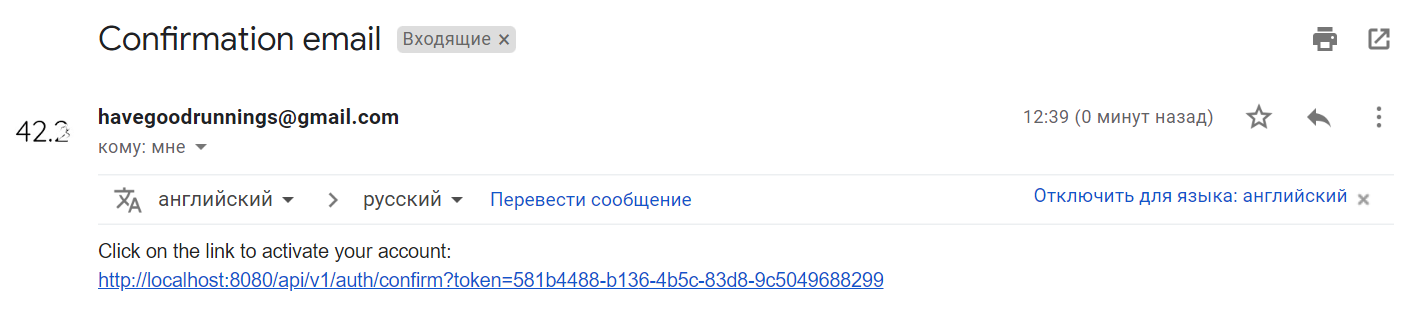 Confirmation email Входящие ×
havegoodrunnings@gmail.com 12:39 (0 минут назад)
кому: мне
английский > русский Перевести сообщение Отключить для языка: английский ×
Click on the link to activate your account:
http://localhost:8080/api/v1/auth/confirm?token=581b4488-b136-4b5c-83d8-9c5049688299